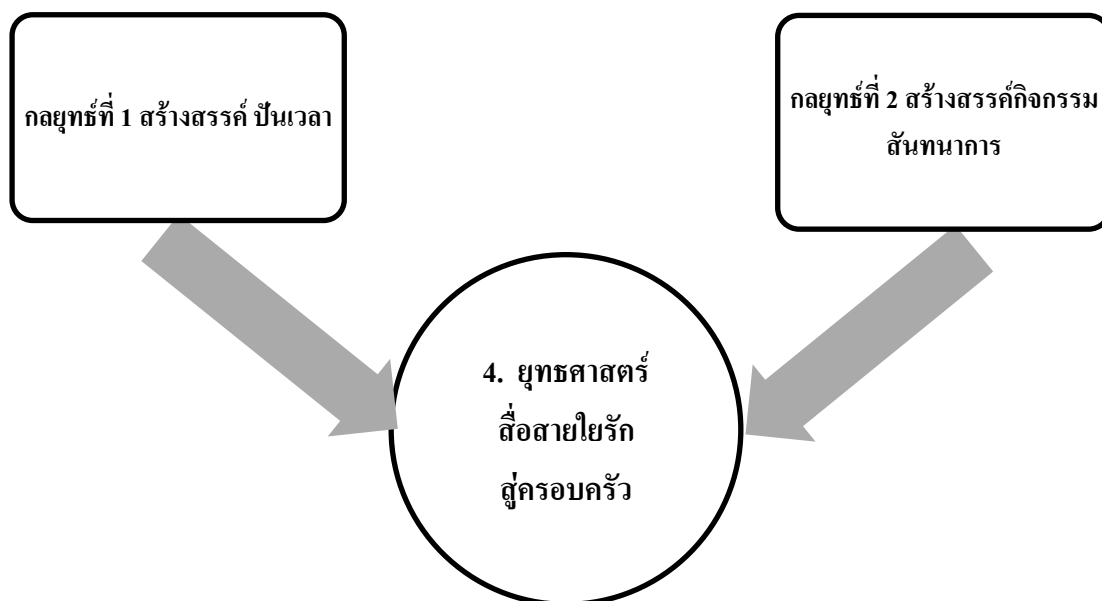 กลยุทธ์ที่ 1 สร้างสรรค์ ปันเวลา
กลยุทธ์ที่ 2 สร้างสรรค์กิจกรรม
สันทนาการ
4. ยุทธศาสตร์
สื่อสายใยรัก
สู่ครอบครัว